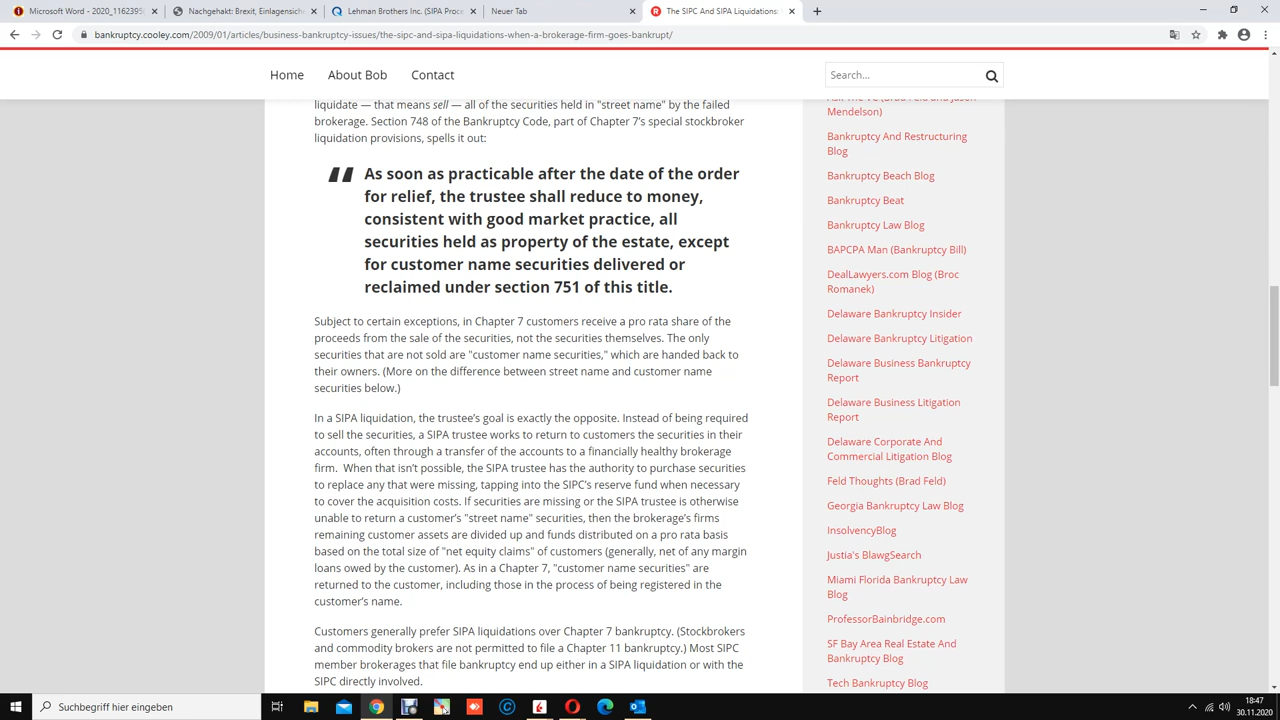 Microsoft Word - 2020_1162395
Nachgehakt: Brexit, Einlagensiche
Lehman Brothers Inc. (SIPA Proce
Neuer Tab
The SIPC And SIPA Liquidations:
bankruptcy.cooley.com/2009/01/articles/business-bankruptcy-issues/the-sipc-and-sipa-liquidations-when-a-brokerage-firm-goes-bankrupt/
Home
About Bob
Contact
Search...
liquidate — that means sell — all of the securities held in "street name" by the failed
brokerage. Section 748 of the Bankruptcy Code, part of Chapter 7's special stockbroker
liquidation provisions, spells it out:
As soon as practicable after the date of the order
for relief, the trustee shall reduce to money,
consistent with good market practice, all
securities held as property of the estate, except
for customer name securities delivered or
reclaimed under section 751 of this title.
Subject to certain exceptions, in Chapter 7 customers receive a pro rata share of the
proceeds from the sale of the securities, not the securities themselves. The only
securities that are not sold are "customer name securities," which are handed back to
their owners. (More on the difference between street name and customer name
securities below.)
In a SIPA liquidation, the trustee's goal is exactly the opposite. Instead of being required
to sell the securities, a SIPA trustee works to return to customers the securities in their
accounts, often through a transfer of the accounts to a financially healthy brokerage
firm.  When that isn't possible, the SIPA trustee has the authority to purchase securities
to replace any that were missing, tapping into the SIPC's reserve fund when necessary
to cover the acquisition costs. If securities are missing or the SIPA trustee is otherwise
unable to return a customer's "street name" securities, then the brokerage's firms
remaining customer assets are divided up and funds distributed on a pro rata basis
based on the total size of "net equity claims" of customers (generally, net of any margin
loans owed by the customer). As in a Chapter 7, "customer name securities" are
returned to the customer, including those in the process of being registered in the
customer's name.
Customers generally prefer SIPA liquidations over Chapter 7 bankruptcy. (Stockbrokers
and commodity brokers are not permitted to file a Chapter 11 bankruptcy.) Most SIPC
member brokerages that file bankruptcy end up either in a SIPA liquidation or with the
SIPC directly involved.
Ask The VC (Brad Feld and Jason
Mendelson)
Bankruptcy And Restructuring
Blog
Bankruptcy Beach Blog
Bankruptcy Beat
Bankruptcy Law Blog
BAPCPA Man (Bankruptcy Bill)
DealLawyers.com Blog (Broc
Romanek)
Delaware Bankruptcy Insider
Delaware Bankruptcy Litigation
Delaware Business Bankruptcy
Report
Delaware Business Litigation
Report
Delaware Corporate And
Commercial Litigation Blog
Feld Thoughts (Brad Feld)
Georgia Bankruptcy Law Blog
InsolvencyBlog
Justia's BlawgSearch
Miami Florida Bankruptcy Law
Blog
ProfessorBainbridge.com
SF Bay Area Real Estate And
Bankruptcy Blog
Tech Bankruptcy Blog
Suchbegriff hier eingeben
18:47
30.11.2020